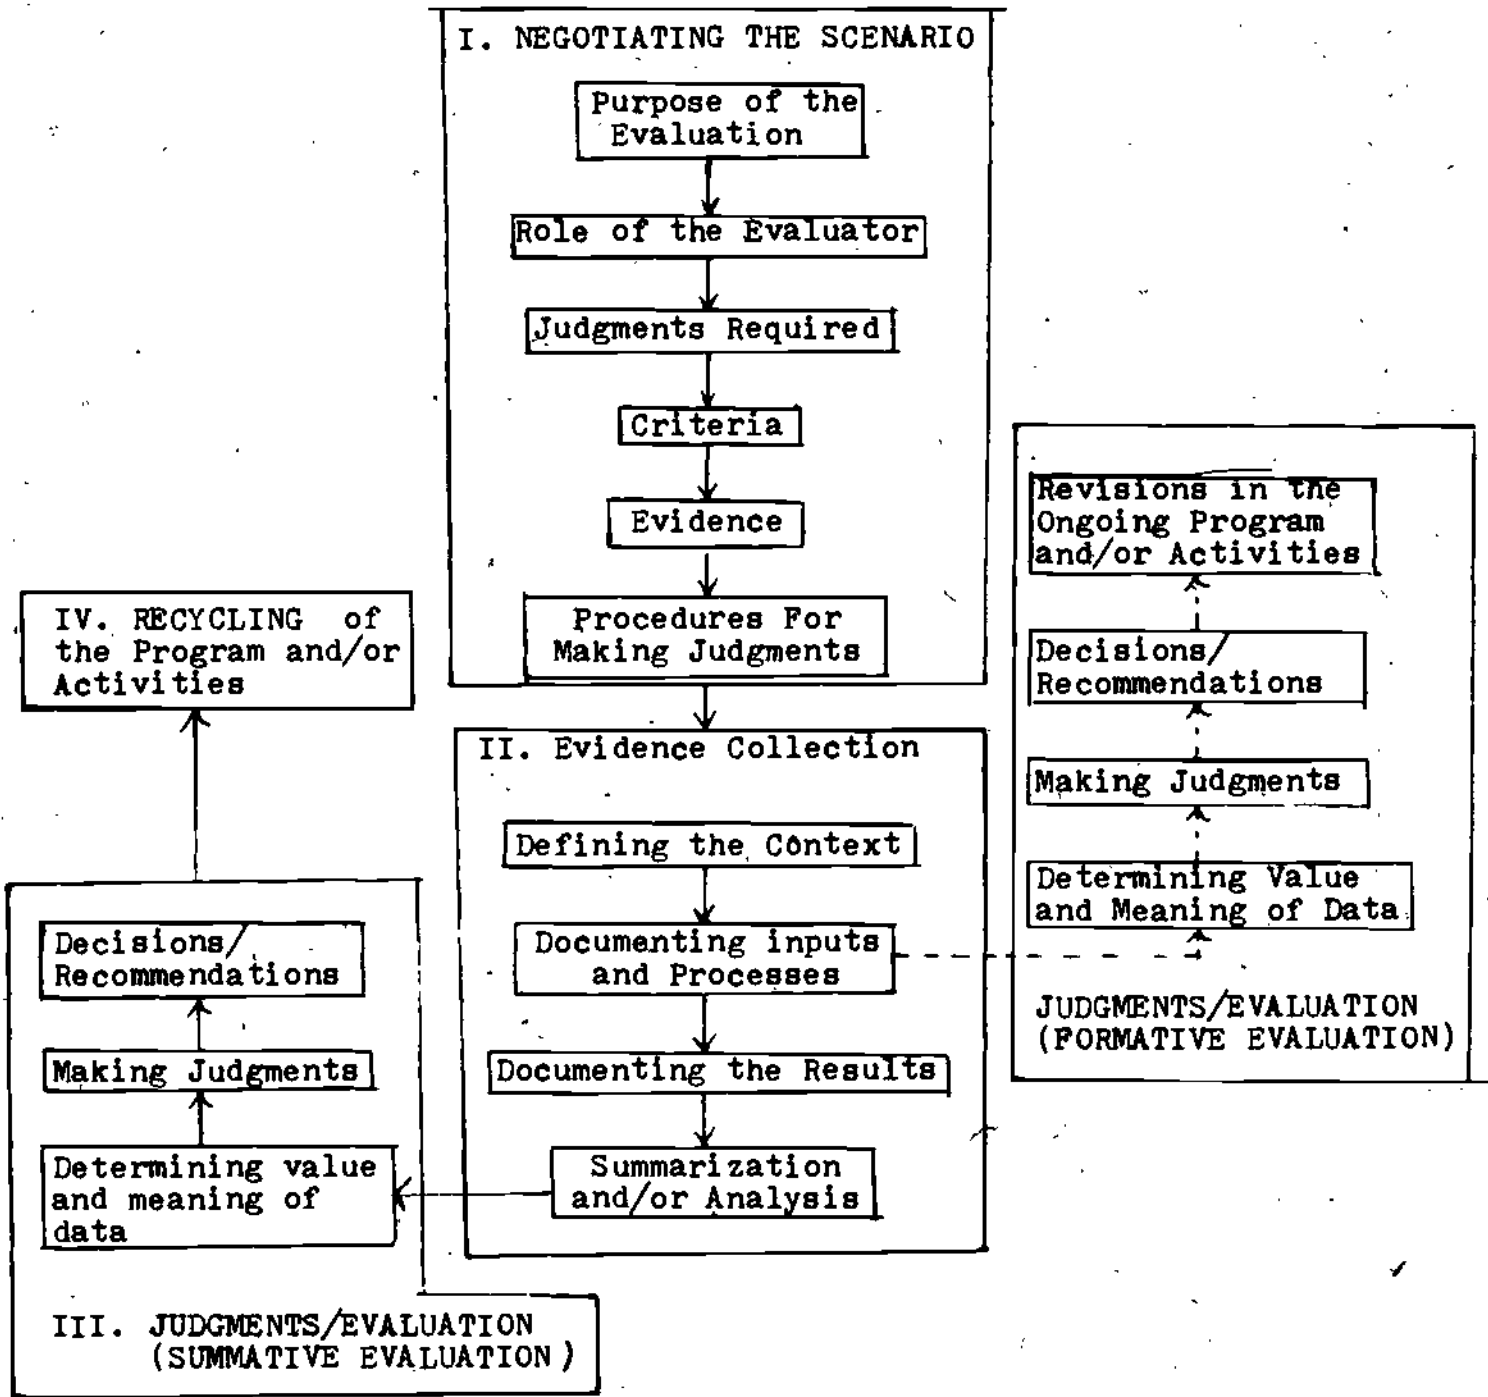 I. NEGOTIATING THE SCENARIO
Purpose of the
Evaluation
Role of the Evaluator
Judgments Required
Criteria
Evidence
Procedures For
Making Judgments
II. Evidence Collection
Defining the Context
Documenting inputs
and Processes
Documenting the Results
Summarization
and/or Analysis
Revisions in the
Ongoing Program
and/or Activities
Decisions/
Recommendations
Making Judgments
Determining Value
and Meaning of Data
JUDGMENTS/EVALUATION
(FORMATIVE EVALUATION)
IV. RECYCLING of
the Program and/or
Activities
Decisions/
Recommendations
Making Judgments
Determining value
and meaning of
data
III. JUDGMENTS/EVALUATION
(SUMMATIVE EVALUATION)